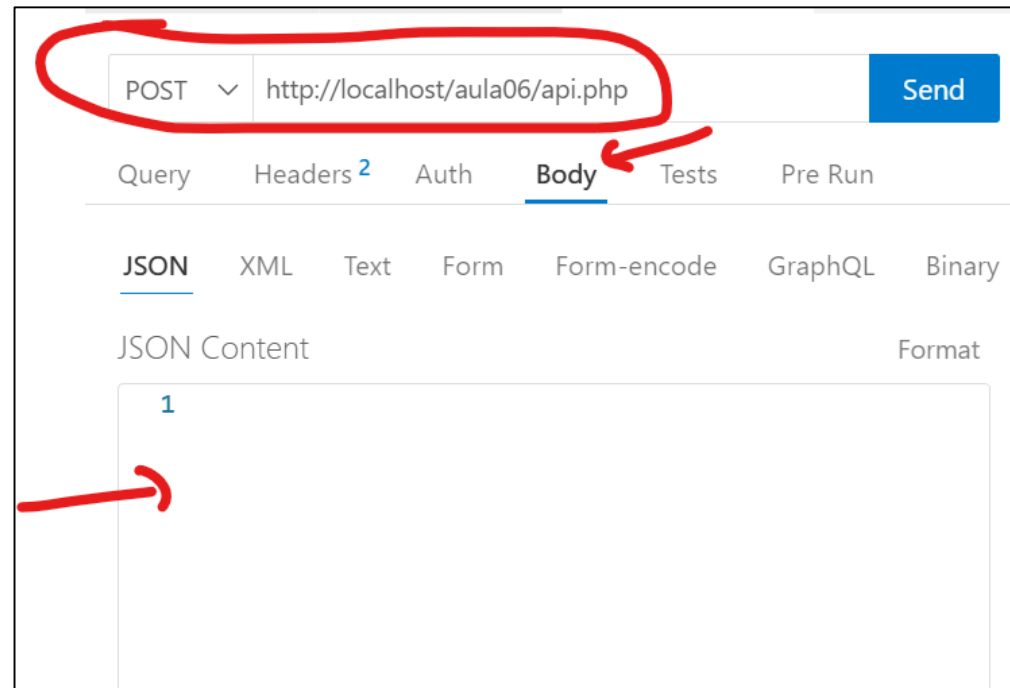 POST http://localhost/aula06/api.php Send
Query Headers 2 Auth Body Tests Pre Run
JSON XML Text Form Form-encode GraphQL Binary
JSON Content Format
1